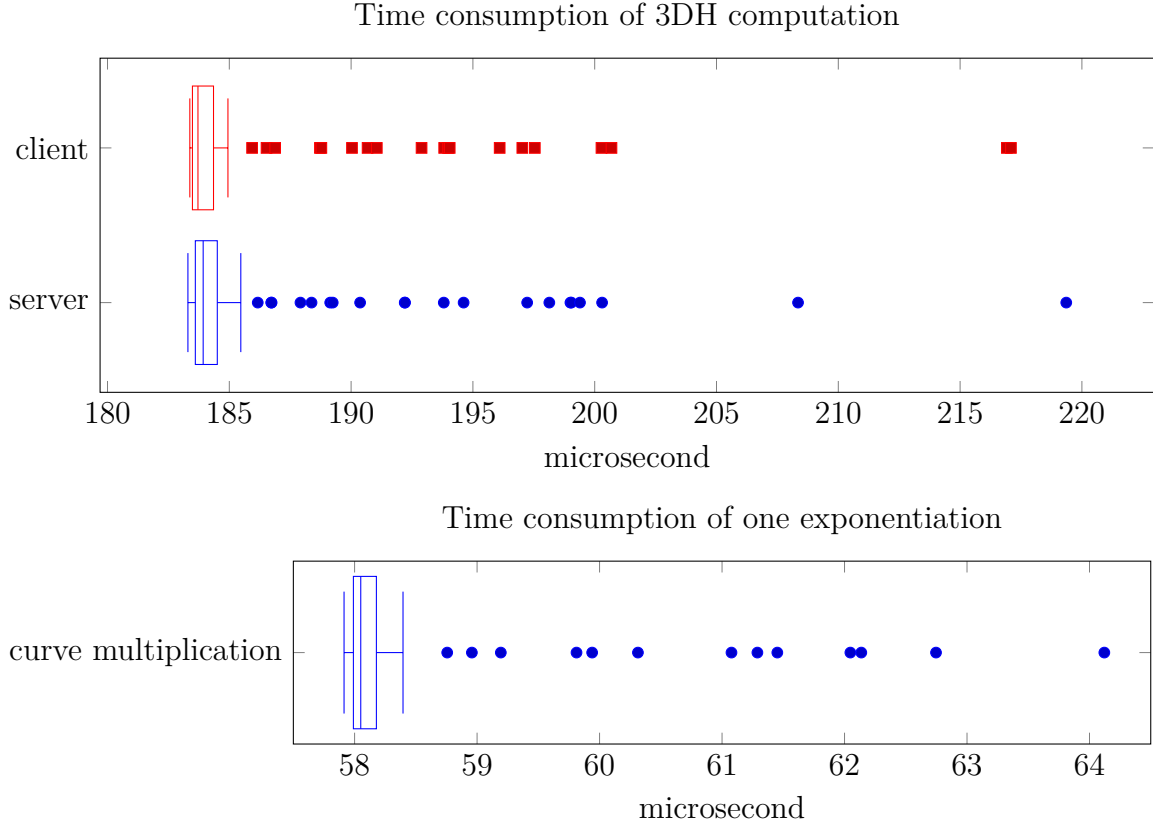 Time consumption of 3DH computation
client
server
180 185 190 195 200 205 210 215 220
microsecond
Time consumption of one exponentiation
curve multiplication
58 59 60 61 62 63 64
microsecond